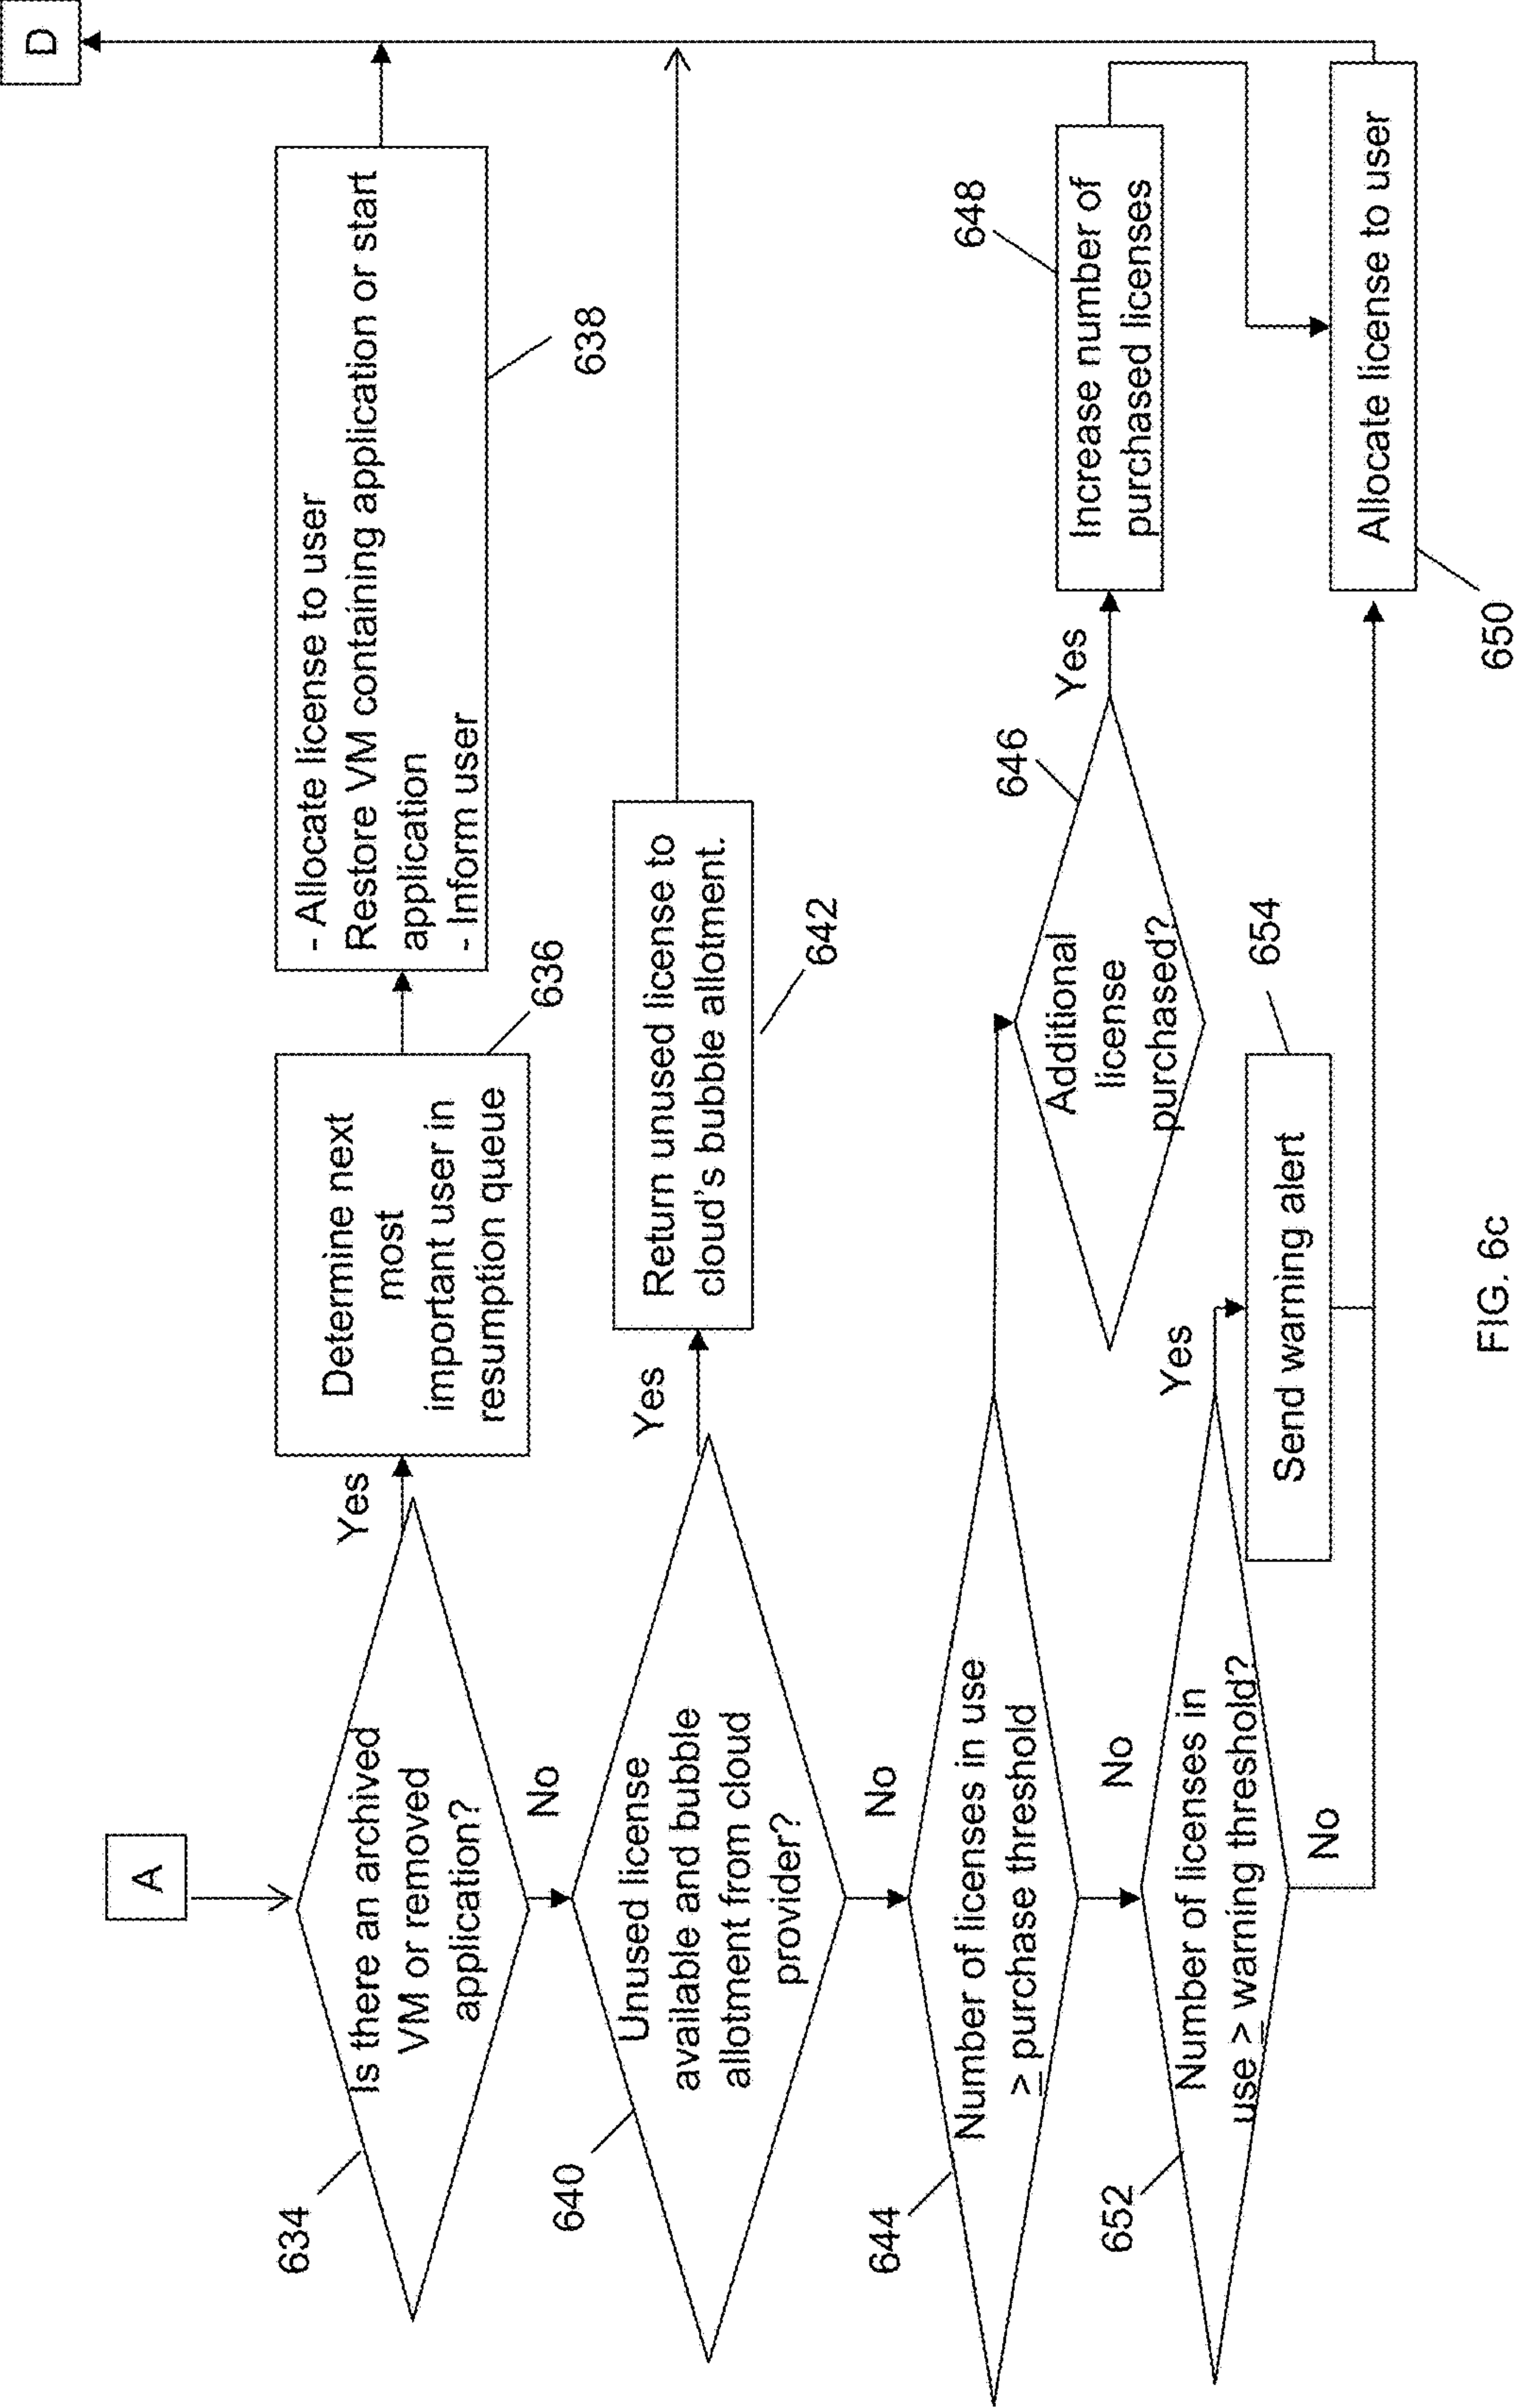 D
A
Is there an archived
VM or removed
application?
634
Yes
Determine next
most
important user in
resumption queue
636
- Allocate license to user
Restore VM containing application or start
application
- Inform user
638
No
Unused license
available and bubble
allotment from cloud
provider?
640
Yes
Return unused license to
cloud's bubble allotment.
642
No
Number of licenses in use
≥ purchase threshold
644
Additional
license
purchased?
646
Yes
Increase number of
purchased licenses
648
No
Number of licenses in
use ≥ warning threshold?
652
Yes
Send warning alert
654
No
Allocate license to user
650
FIG. 6c